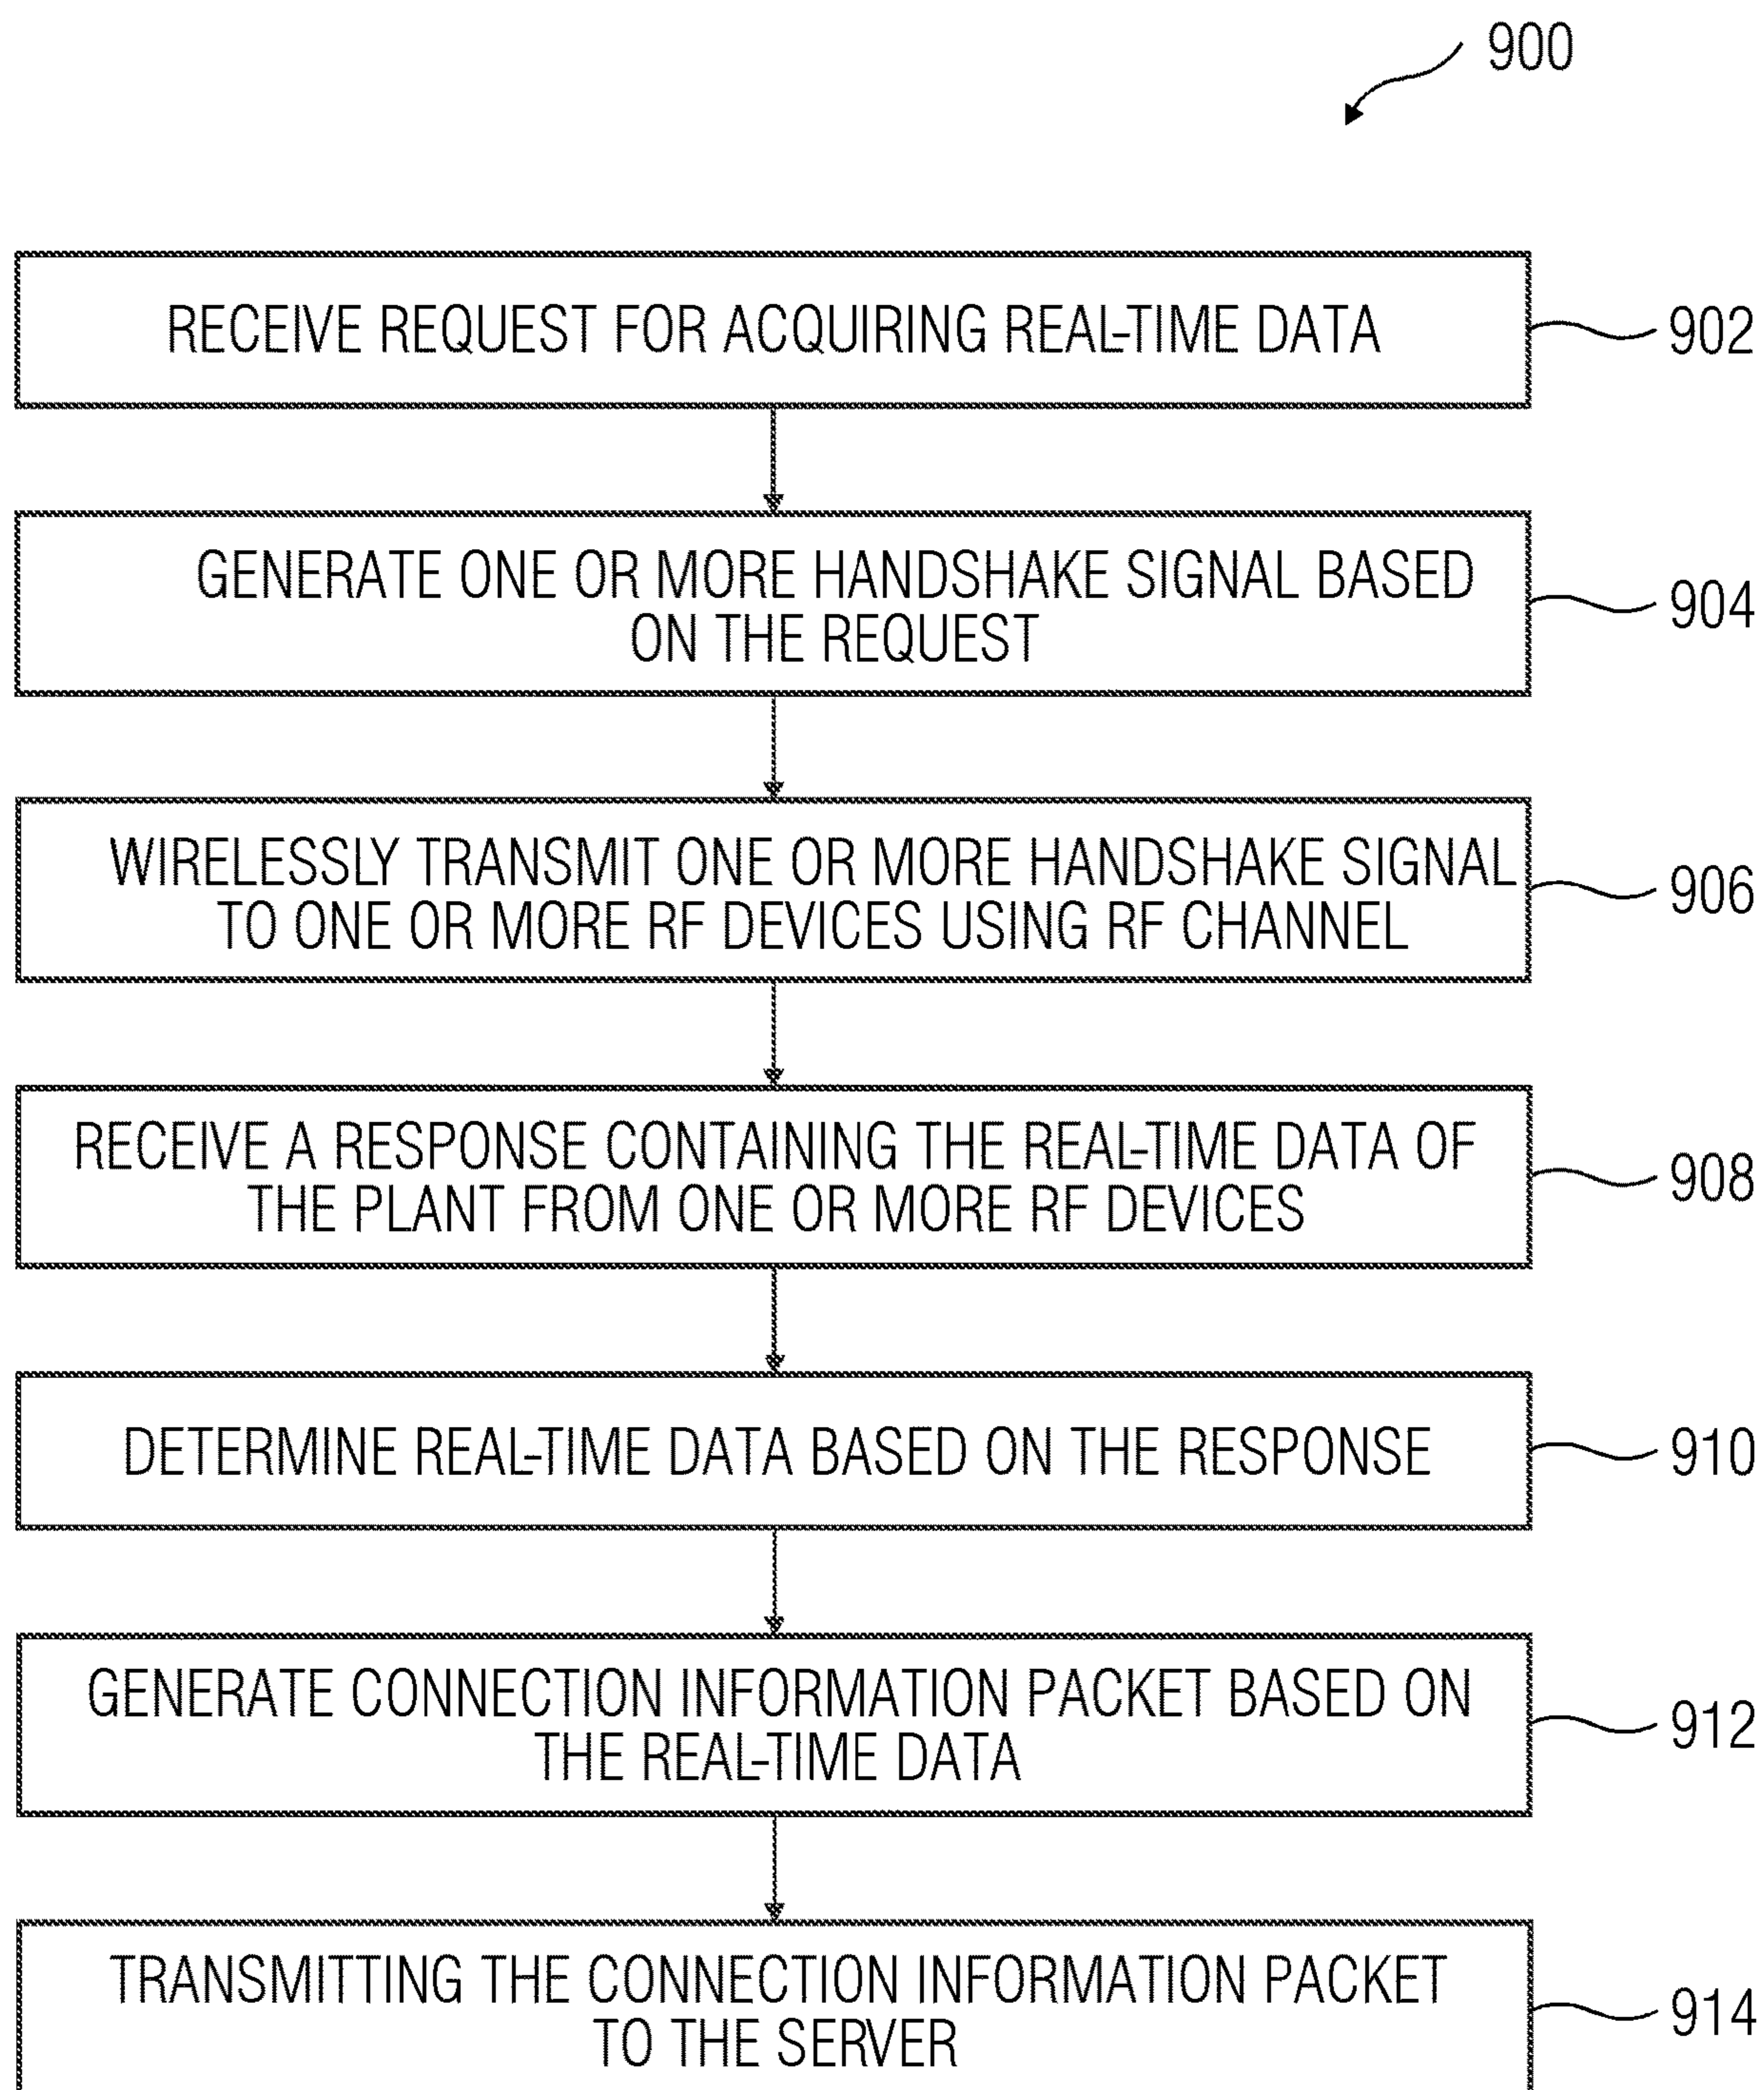 900
RECEIVE REQUEST FOR ACQUIRING REAL-TIME DATA
902
GENERATE ONE OR MORE HANDSHAKE SIGNAL BASED
ON THE REQUEST
904
WIRELESSLY TRANSMIT ONE OR MORE HANDSHAKE SIGNAL
TO ONE OR MORE RF DEVICES USING RF CHANNEL
906
RECEIVE A RESPONSE CONTAINING THE REAL-TIME DATA OF
THE PLANT FROM ONE OR MORE RF DEVICES
908
DETERMINE REAL-TIME DATA BASED ON THE RESPONSE
910
GENERATE CONNECTION INFORMATION PACKET BASED ON
THE REAL-TIME DATA
912
TRANSMITTING THE CONNECTION INFORMATION PACKET
TO THE SERVER
914